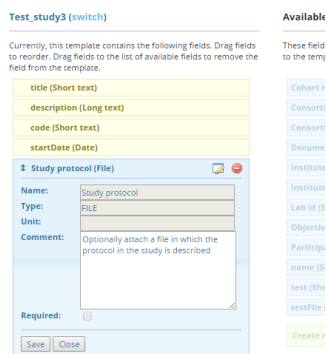 Test_study3 (switch)
Currently, this template contains the following fields. Drag fields
to reorder. Drag fields to the list of available fields to remove the
field from the template.
title (Short text)
description (Long text)
code (Short text)
startDate (Date)
Study protocol (File)
Name: Study protocol
Type: FILE
Unit:
Comment: Optionally attach a file in which the
protocol in the study is described
Required:
Save Close
Available
These field
to the temp
Cohort
Consort
Consort
Docume
Institute
Institute
Lab Id (S
Objectiv
Particip
name (S
test (Sho
testFile
Create